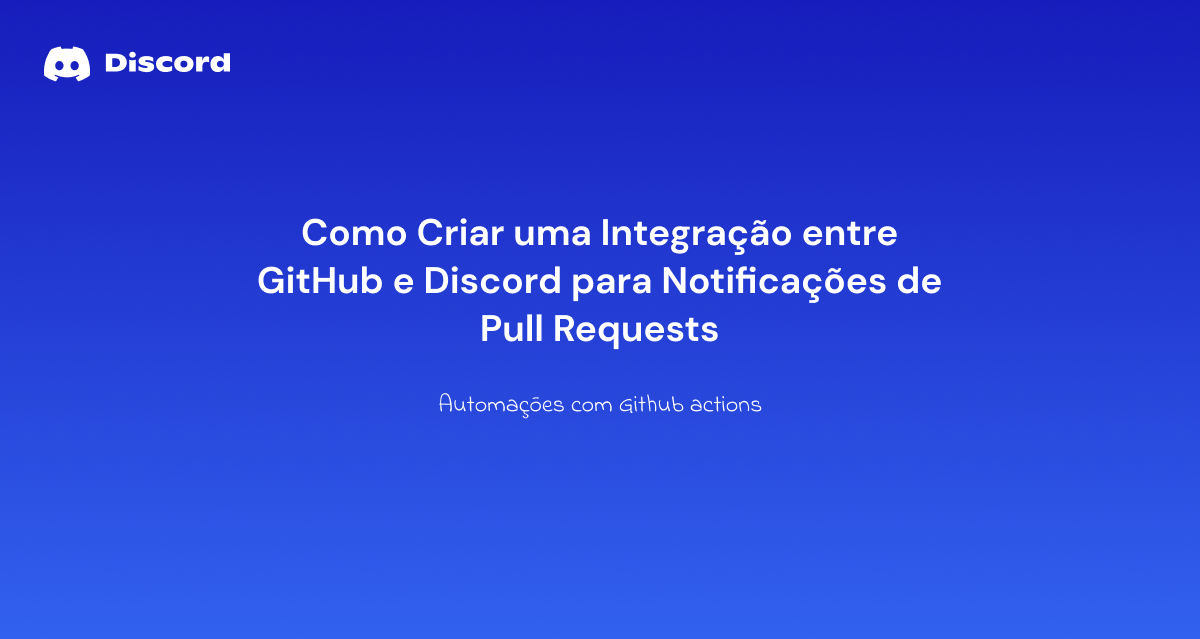 Discord
Como Criar uma Integração entre
GitHub e Discord para Notificações de
Pull Requests
Automações com Github actions